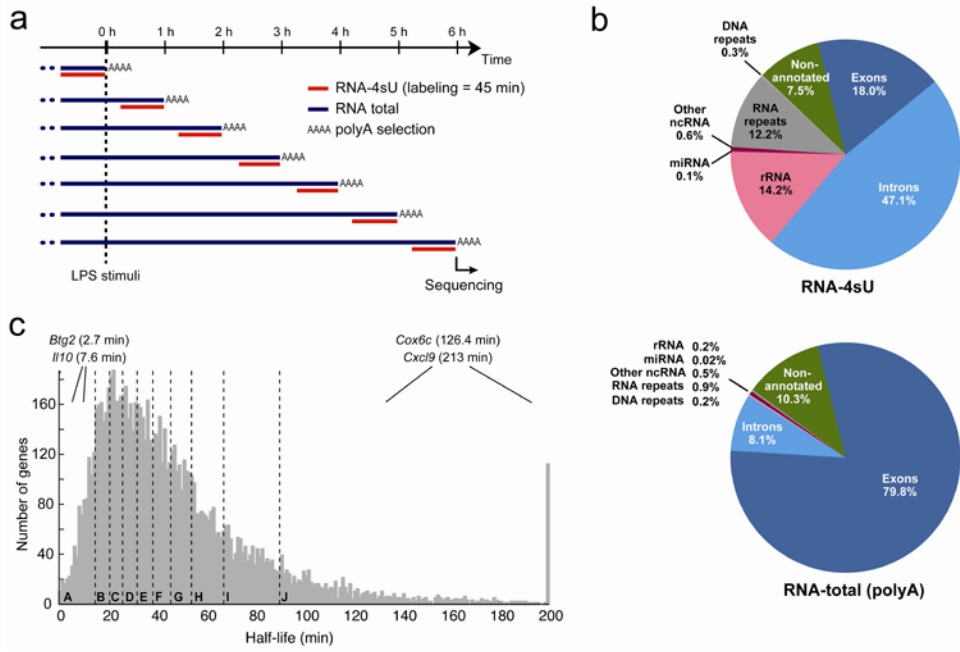 a
0 h 1 h 2 h 3 h 4 h 5 h 6 h
Time
AAAA
AAAA
AAAA
AAAA
AAAA
AAAA
AAAA
RNA-4sU (labeling = 45 min)
RNA total
AAAA polyA selection
LPS stimuli
Sequencing
b
DNA
repeats
0.3%
Non-
annotated
7.5%
Exons
18.0%
Other
ncRNA
0.6%
RNA
repeats
12.2%
miRNA
0.1%
rRNA
14.2%
Introns
47.1%
RNA-4sU
rRNA 0.2%
miRNA 0.02%
Other ncRNA 0.5%
RNA repeats 0.9%
DNA repeats 0.2%
Non-
annotated
10.3%
Introns
8.1%
Exons
79.8%
RNA-total (polyA)
c
Btg2 (2.7 min)
Il10 (7.6 min)
Cox6c (126.4 min)
Cxcl9 (213 min)
Number of genes
160
120
80
40
0
A B C D E F G H I J
0 20 40 60 80 100 120 140 160 180 200
Half-life (min)